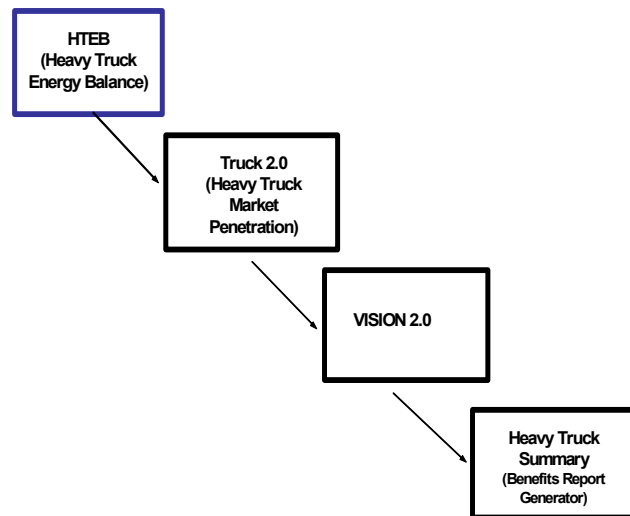 HTEB
(Heavy Truck
Energy Balance)
Truck 2.0
(Heavy Truck
Market
Penetration)
VISION 2.0
Heavy Truck
Summary
(Benefits Report
Generator)